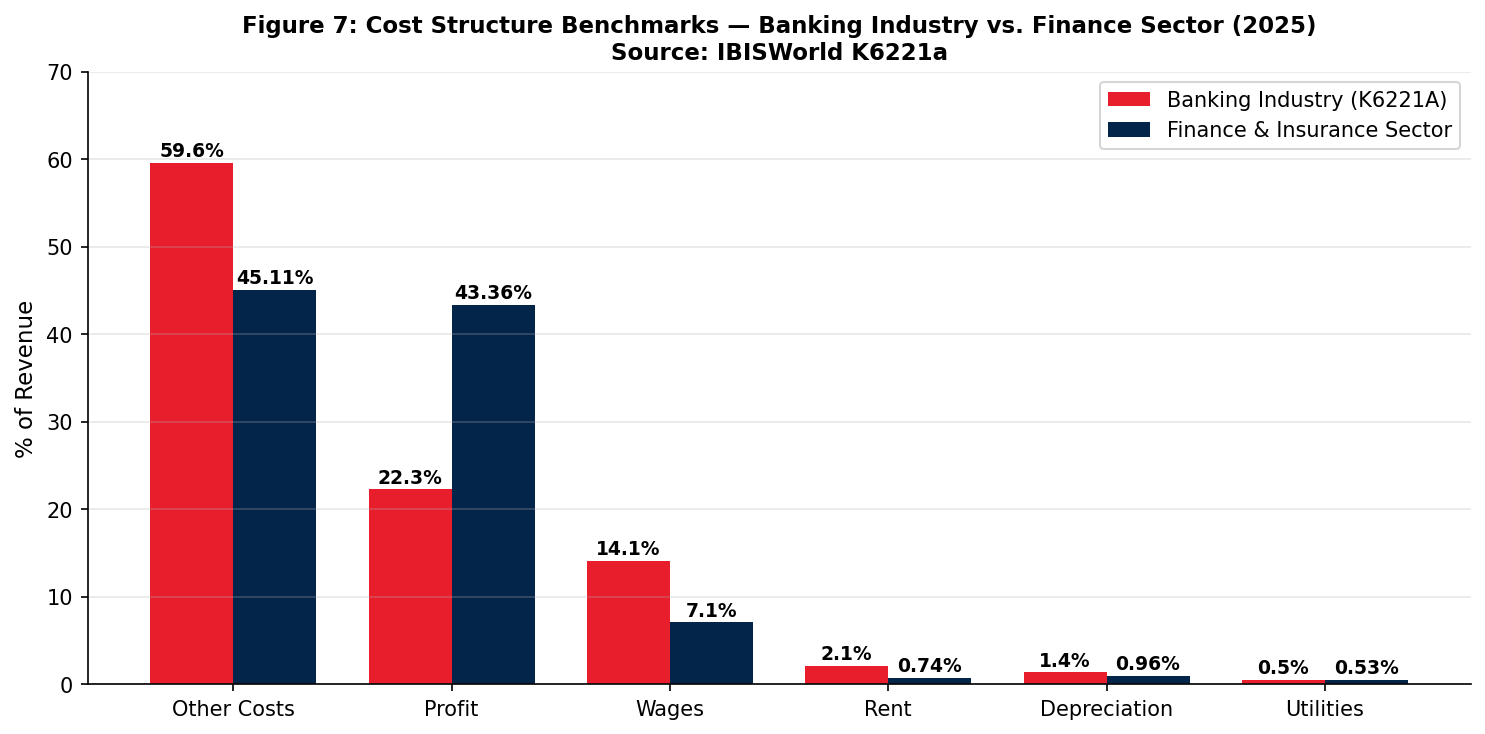 Figure 7: Cost Structure Benchmarks — Banking Industry vs. Finance Sector (2025)
Source: IBISWorld K6221a
% of Revenue
70
60
50
40
30
20
10
0
Banking Industry (K6221A)
Finance & Insurance Sector
59.6%
45.11%
22.3%
43.36%
14.1%
7.1%
2.1%
0.74%
1.4%
0.96%
0.5%
0.53%
Other Costs
Profit
Wages
Rent
Depreciation
Utilities